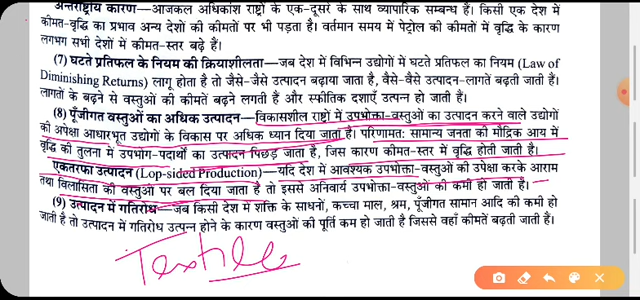 अन्तर्राष्ट्रीय कारण—आजकल अधिकांश राष्ट्रों के एक-दूसरे के साथ व्यापारिक सम्बन्ध हैं। किसी एक देश में
कीमत-वृद्धि का प्रभाव अन्य देशों की कीमतों पर भी पड़ता है। वर्तमान समय में पेट्रोल की कीमतों में वृद्धि के कारण
लगभग सभी देशों में कीमत-स्तर बढ़े हैं।
(7) घटते प्रतिफल के नियम की क्रियाशीलता—जब देश में विभिन्न उद्योगों में घटते प्रतिफल का नियम (Law of
Diminishing Returns) लागू होता है तो जैसे-जैसे उत्पादन बढ़ाया जाता है, वैसे-वैसे उत्पादन-लागतें बढ़ती जाती हैं।
लागतों के बढ़ने से वस्तुओं की कीमतें बढ़ने लगती हैं और स्फीतिक दशाएँ उत्पन्न हो जाती हैं।
(8) पूँजीगत वस्तुओं का अधिक उत्पादन—विकासशील राष्ट्रों में उपभोक्ता-वस्तुओं का उत्पादन करने वाले उद्योगों
की अपेक्षा आधारभूत उद्योगों के विकास पर अधिक ध्यान दिया जाता है। परिणामतः सामान्य जनता की मौद्रिक आय में
वृद्धि की तुलना में उपभोग-पदार्थों का उत्पादन पिछड़ जाता है, जिस कारण कीमत-स्तर में वृद्धि होती जाती है।
एकतरफा उत्पादन (Lop-sided Production)—यदि देश में आवश्यक उपभोक्ता-वस्तुओं की उपेक्षा करके आराम
तथा विलासिता की वस्तुओं पर बल दिया जाता है तो इससे अनिवार्य उपभोक्ता-वस्तुओं की कमी हो जाती है।
(9) उत्पादन में गतिरोध—जब किसी देश में शक्ति के साधनों, कच्चा माल, श्रम, पूँजीगत सामान आदि की कमी हो
जाती है तो उत्पादन में गतिरोध उत्पन्न होने के कारण वस्तुओं की पूर्ति कम हो जाती है जिससे वहाँ कीमतें बढ़ती जाती हैं।
Textile